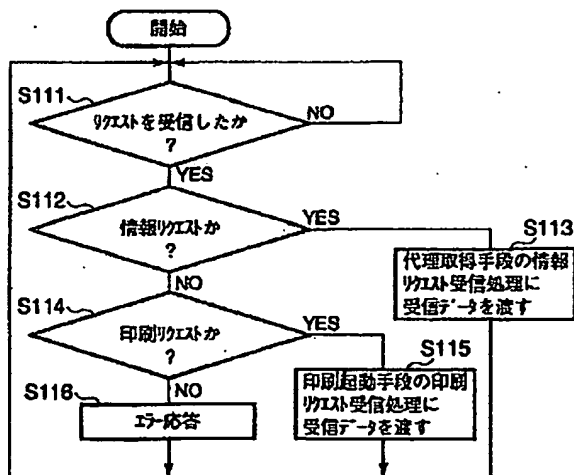 開始
S111
リクエストを受信したか
?
NO
YES
S112
情報リクエストか
?
YES
NO
S113
代理取得手段の情報
リクエスト受信処理に
受信データを渡す
S114
印刷リクエストか
?
YES
NO
S115
印刷起動手段の印刷
リクエスト受信処理に
受信データを渡す
S116
エラー応答